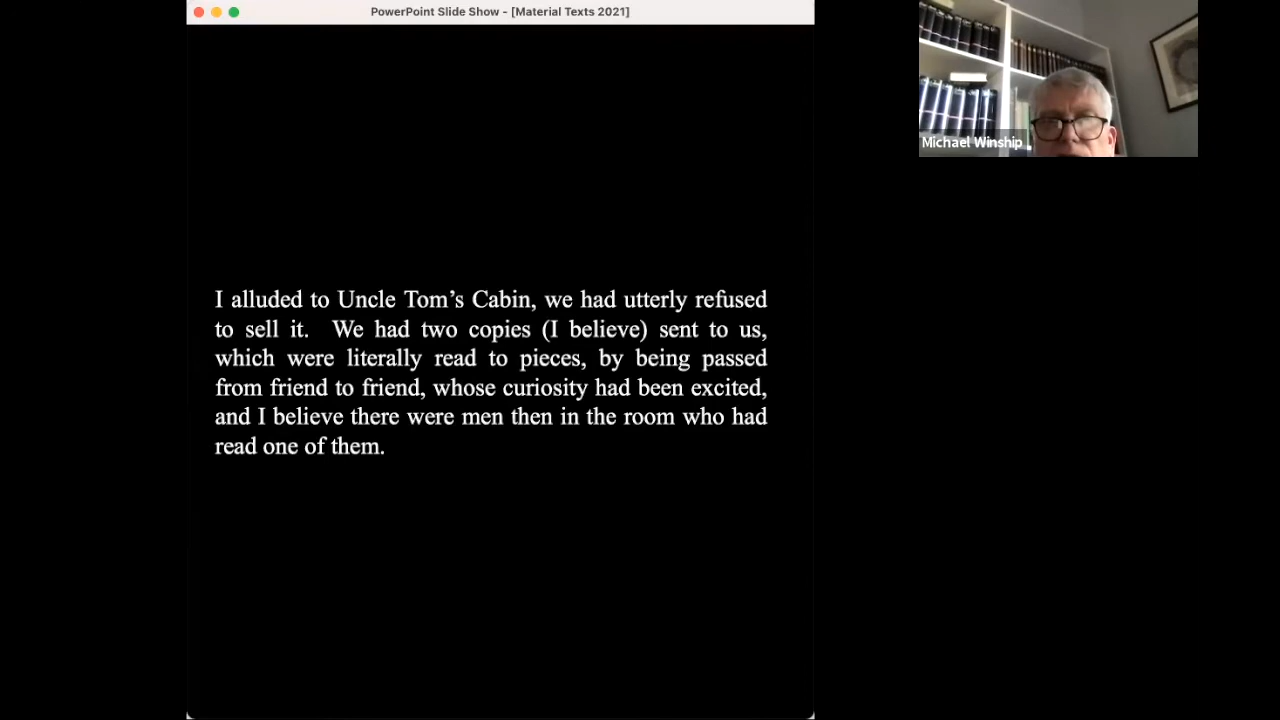 PowerPoint Slide Show - [Material Texts 2021]
Michael Winship
I alluded to Uncle Tom’s Cabin, we had utterly refused
to sell it.  We had two copies (I believe) sent to us,
which were literally read to pieces, by being passed
from friend to friend, whose curiosity had been excited,
and I believe there were men then in the room who had
read one of them.